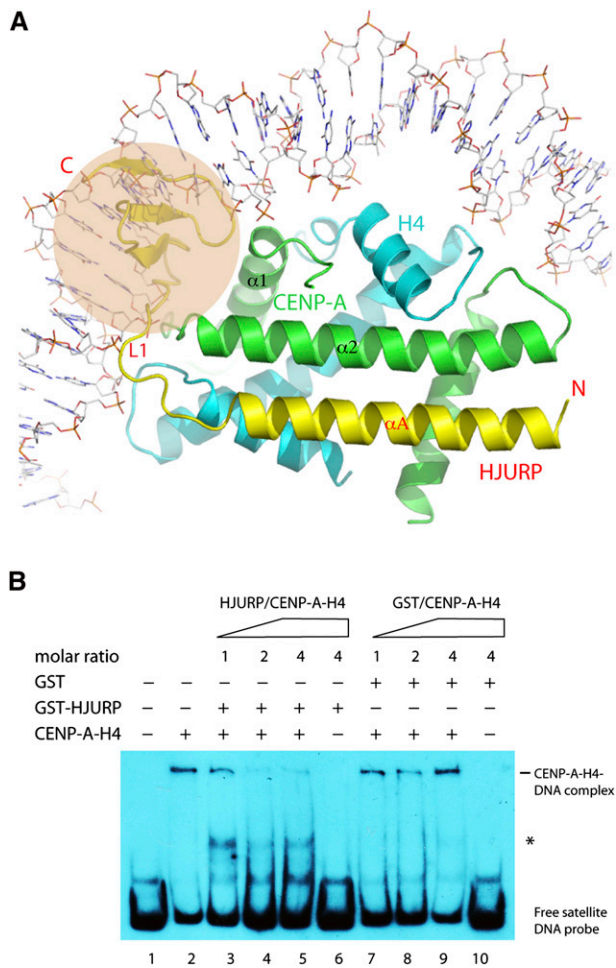 A
C
H4
α1
CENP-A
L1
α2
N
αA
HJURP
B
HJURP/CENP-A-H4 GST/CENP-A-H4
molar ratio 1 2 4 4 1 2 4 4
GST – – – – – – + + + +
GST-HJURP – – + + + + – – – –
CENP-A-H4 – + + + + – + + + –
CENP-A-H4-
DNA complex
*
Free satellite
DNA probe
1 2 3 4 5 6 7 8 9 10